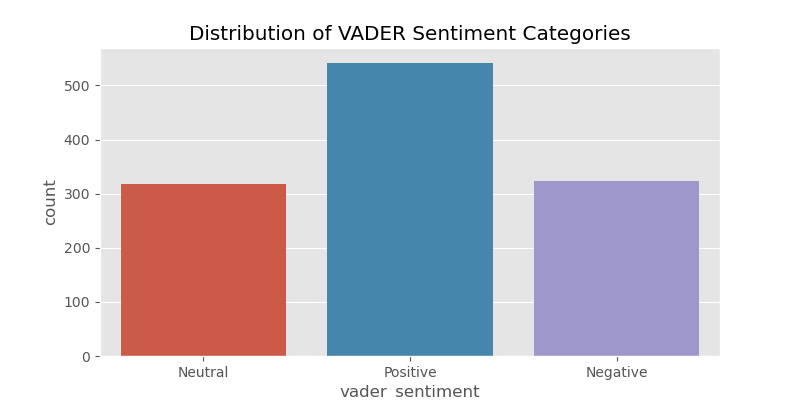 Distribution of VADER Sentiment Categories
500
400
300
200
100
0
count
Neutral Positive Negative
vader_sentiment